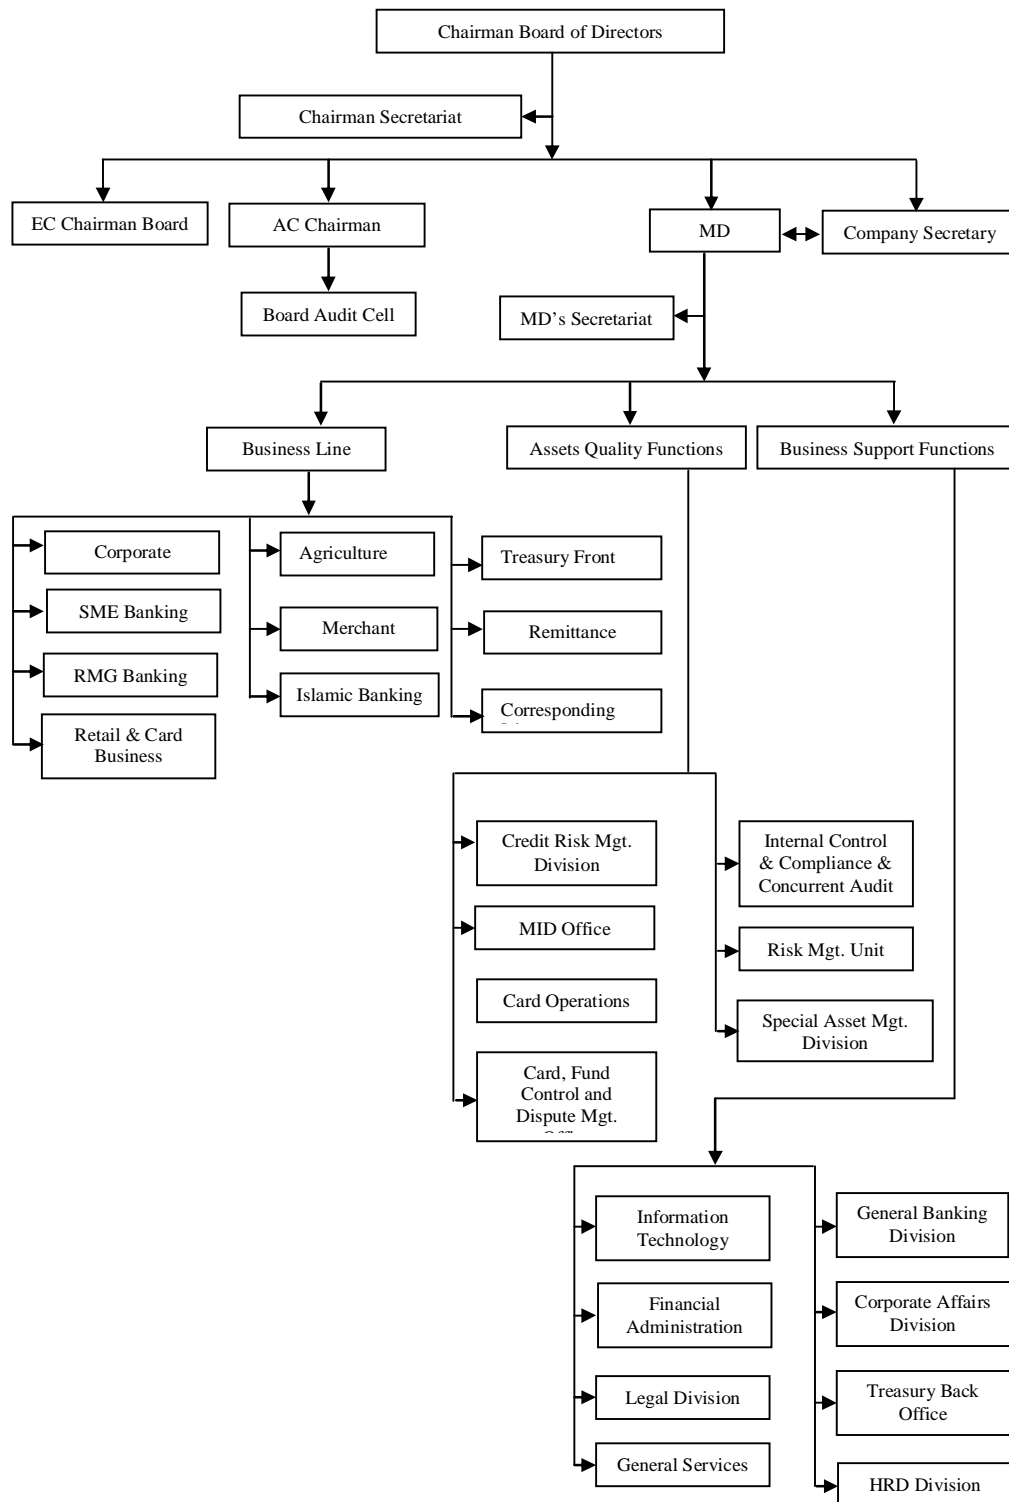 Chairman Board of Directors
Chairman Secretariat
EC Chairman Board
AC Chairman
MD
Company Secretary
Board Audit Cell
MD’s Secretariat
Business Line
Assets Quality Functions
Business Support Functions
Corporate
Agriculture
Treasury Front
SME Banking
Merchant
Remittance
RMG Banking
Islamic Banking
Corresponding
Retail & Card
Business
Credit Risk Mgt.
Division
Internal Control
& Compliance &
Concurrent Audit
MID Office
Risk Mgt. Unit
Card Operations
Special Asset Mgt.
Division
Card, Fund
Control and
Dispute Mgt.
Information
Technology
General Banking
Division
Financial
Administration
Corporate Affairs
Division
Legal Division
Treasury Back
Office
General Services
HRD Division